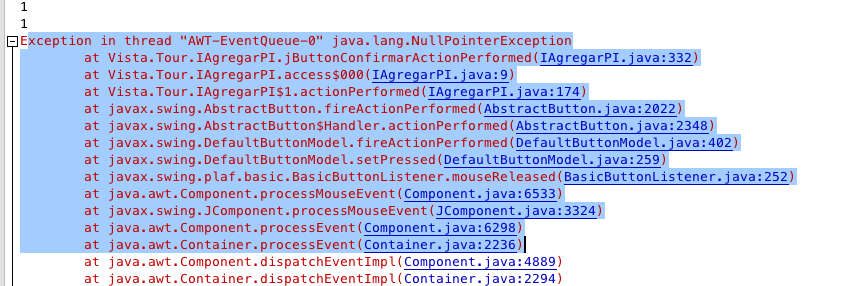 1
1
Exception in thread "AWT-EventQueue-0" java.lang.NullPointerException
at Vista.Tour.IAgregarPI.jButtonConfirmarActionPerformed(IAgregarPI.java:332)
at Vista.Tour.IAgregarPI.access$000(IAgregarPI.java:9)
at Vista.Tour.IAgregarPI$1.actionPerformed(IAgregarPI.java:174)
at javax.swing.AbstractButton.fireActionPerformed(AbstractButton.java:2022)
at javax.swing.AbstractButton$Handler.actionPerformed(AbstractButton.java:2348)
at javax.swing.DefaultButtonModel.fireActionPerformed(DefaultButtonModel.java:402)
at javax.swing.DefaultButtonModel.setPressed(DefaultButtonModel.java:259)
at javax.swing.plaf.basic.BasicButtonListener.mouseReleased(BasicButtonListener.java:252)
at java.awt.Component.processMouseEvent(Component.java:6533)
at javax.swing.JComponent.processMouseEvent(JComponent.java:3324)
at java.awt.Component.processEvent(Component.java:6298)
at java.awt.Container.processEvent(Container.java:2236)
at java.awt.Component.dispatchEventImpl(Component.java:4889)
at java.awt.Container.dispatchEventImpl(Container.java:2294)